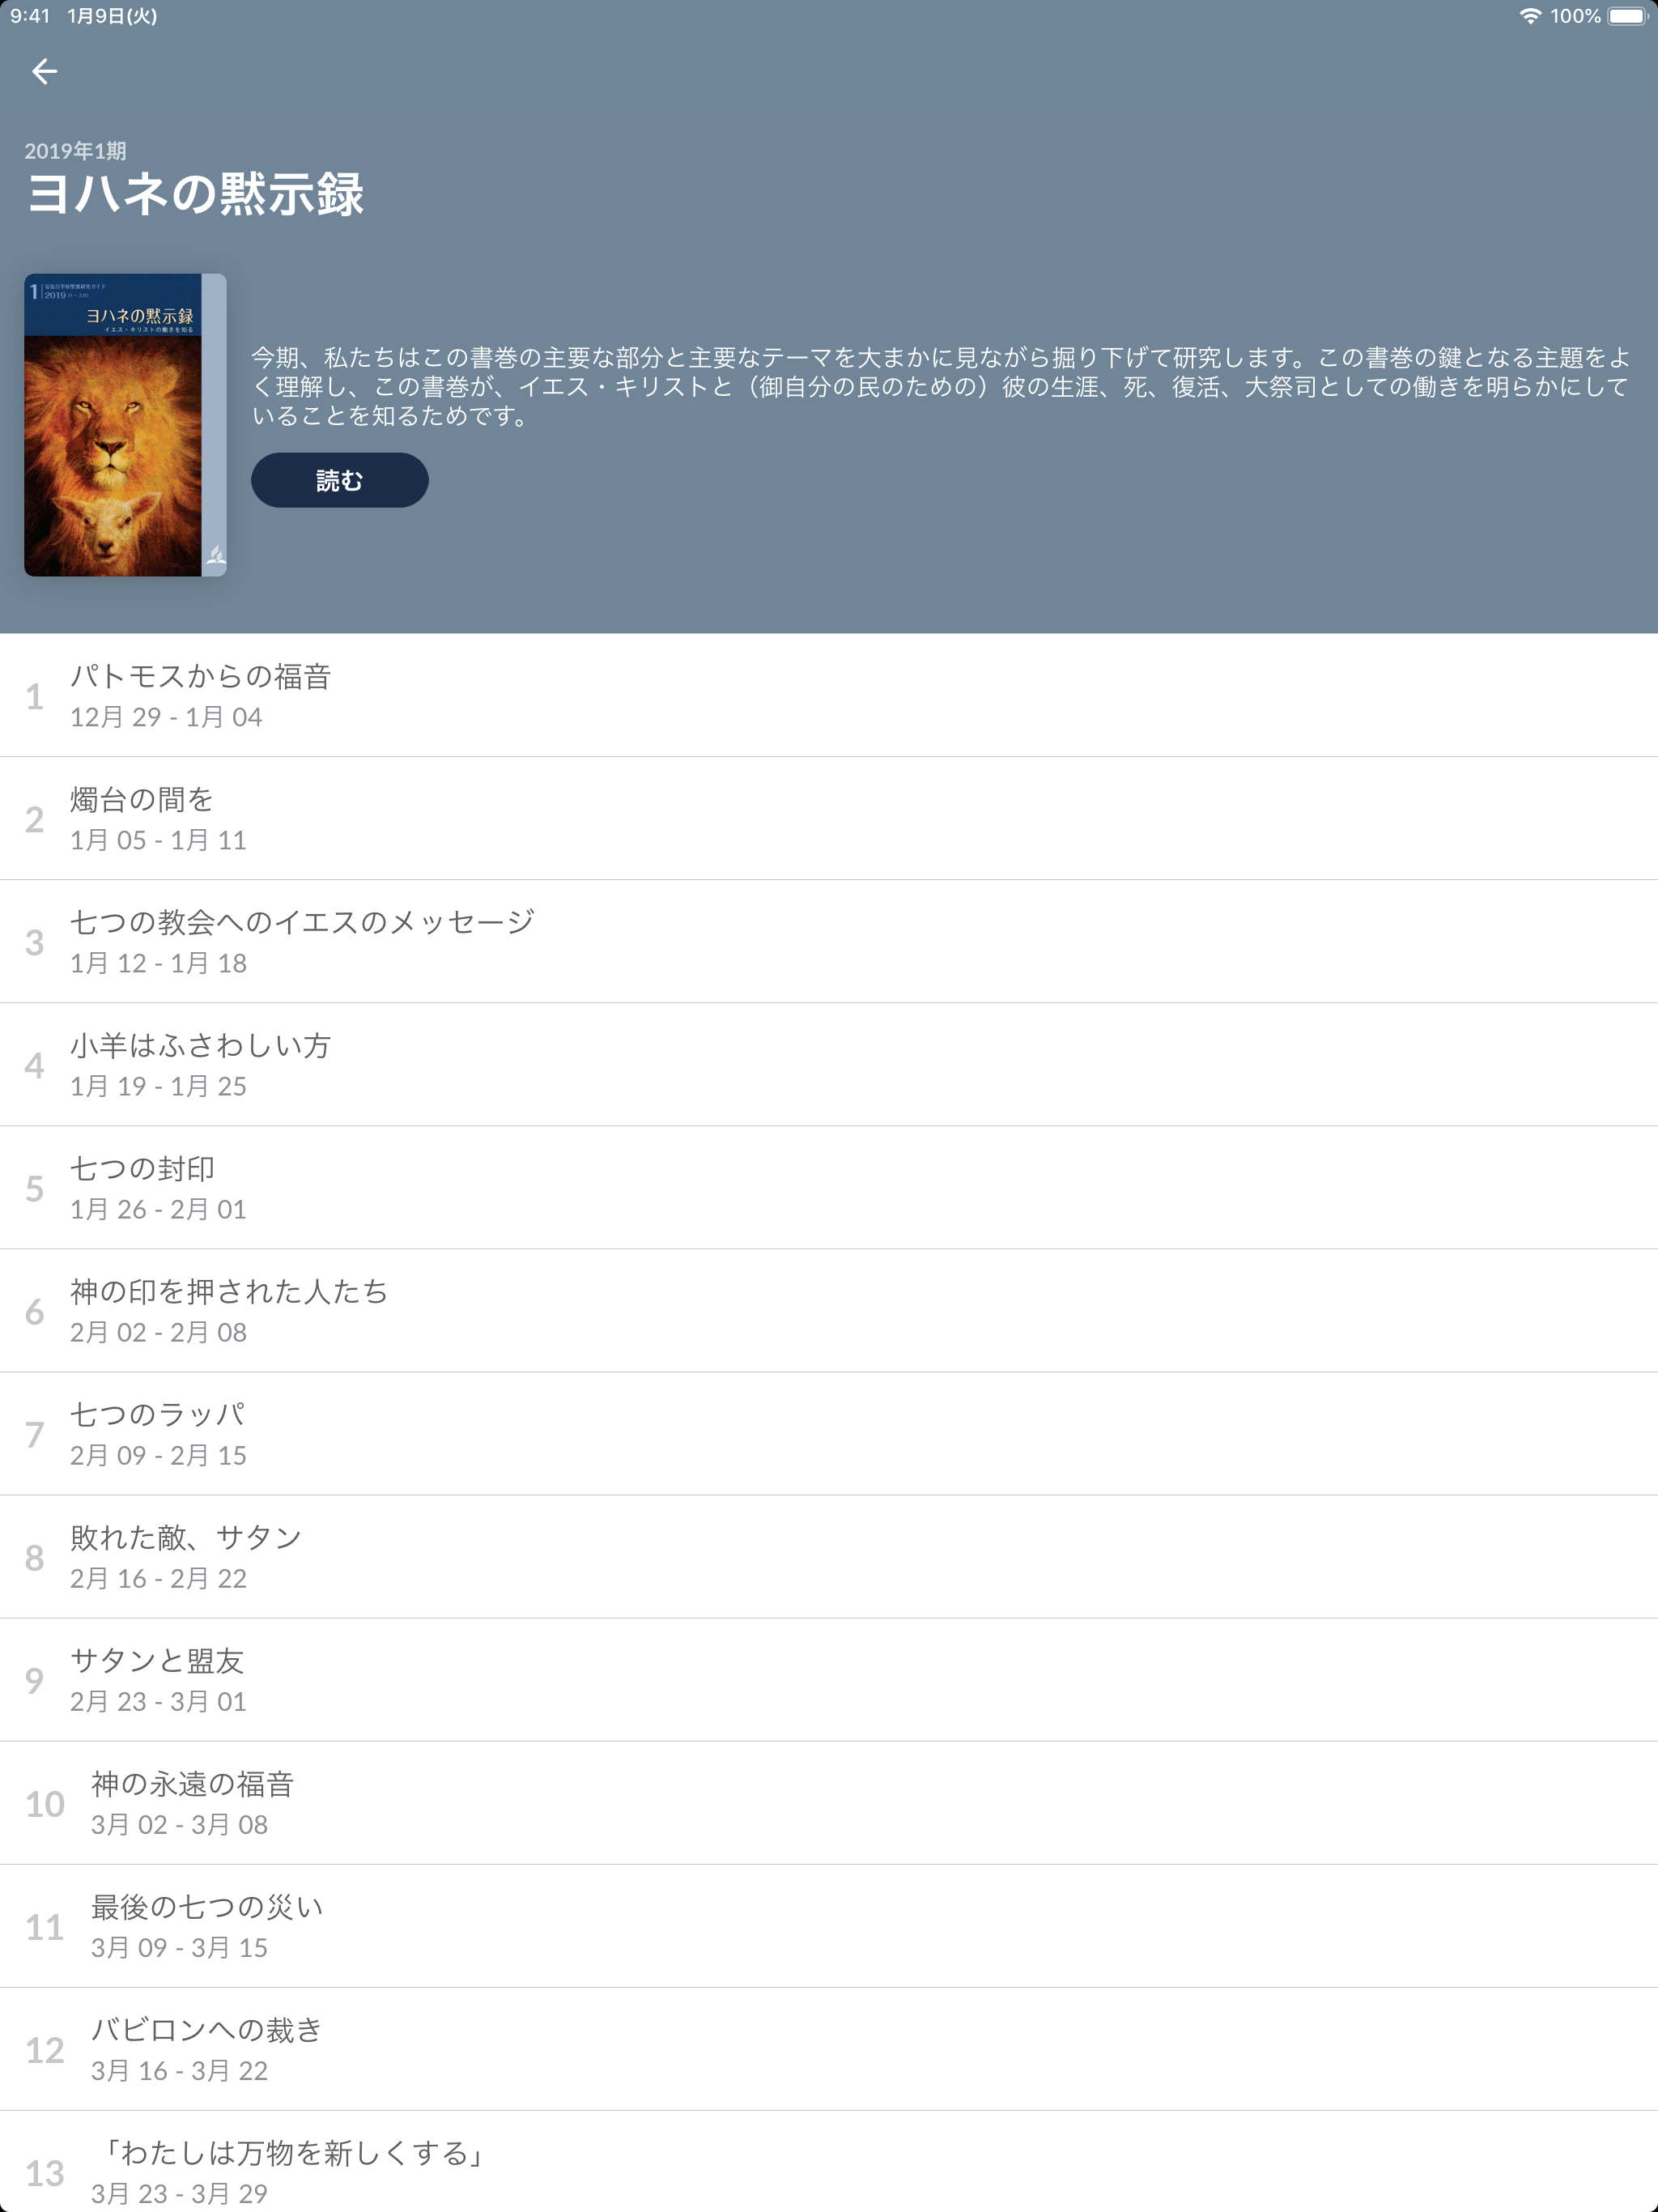 9:41 1月9日(火) 100%
2019年1期
ヨハネの黙示録
1 安息日学校聖書研究ガイド
2019 (1－3月)
ヨハネの黙示録
イエス・キリストの働きを知る
今期、私たちはこの書巻の主要な部分と主要なテーマを大まかに見ながら掘り下げて研究します。この書巻の鍵となる主題をよ
く理解し、この書巻が、イエス・キリストと（御自分の民のための）彼の生涯、死、復活、大祭司としての働きを明らかにして
いることを知るためです。
読む
1 パトモスからの福音
12月 29 - 1月 04
2 燭台の間を
1月 05 - 1月 11
3 七つの教会へのイエスのメッセージ
1月 12 - 1月 18
4 小羊はふさわしい方
1月 19 - 1月 25
5 七つの封印
1月 26 - 2月 01
6 神の印を押された人たち
2月 02 - 2月 08
7 七つのラッパ
2月 09 - 2月 15
8 敗れた敵、サタン
2月 16 - 2月 22
9 サタンと盟友
2月 23 - 3月 01
10 神の永遠の福音
3月 02 - 3月 08
11 最後の七つの災い
3月 09 - 3月 15
12 バビロンへの裁き
3月 16 - 3月 22
13 「わたしは万物を新しくする」
3月 23 - 3月 29